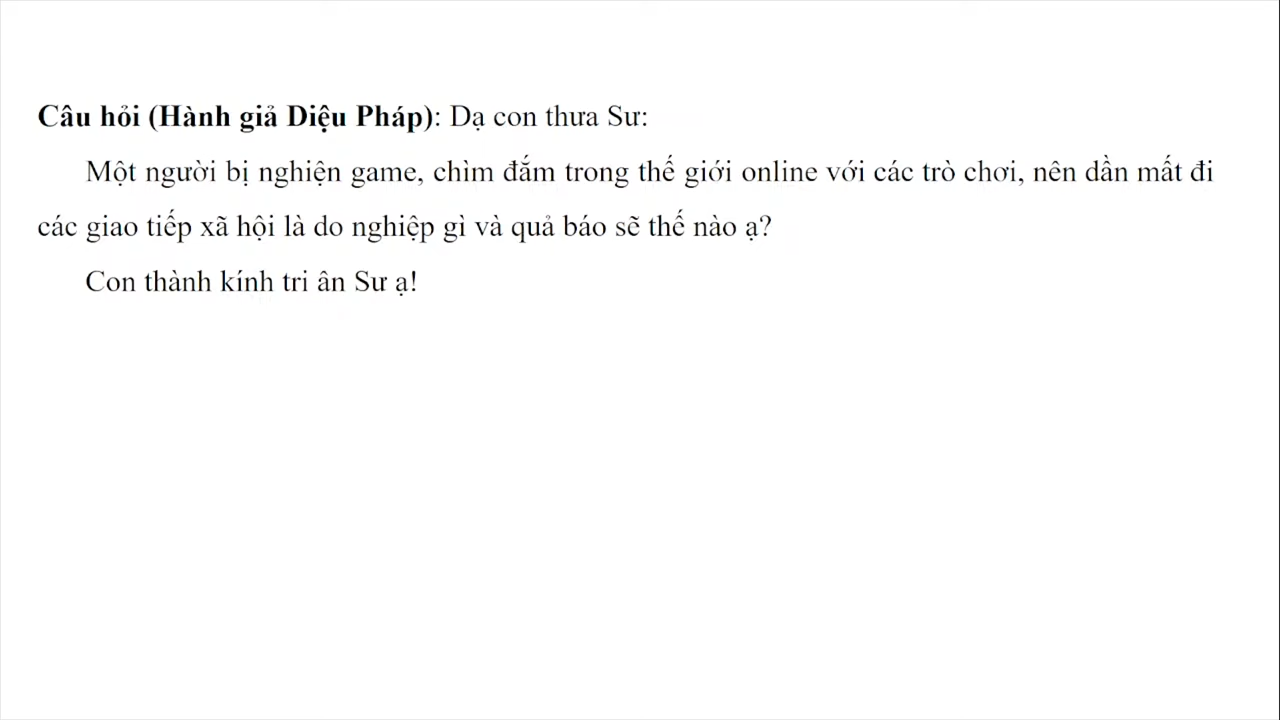 Câu hỏi (Hành giả Diệu Pháp): Dạ con thưa Sư:
Một người bị nghiện game, chìm đắm trong thế giới online với các trò chơi, nên dần mất đi
các giao tiếp xã hội là do nghiệp gì và quả báo sẽ thế nào ạ?
Con thành kính tri ân Sư ạ!